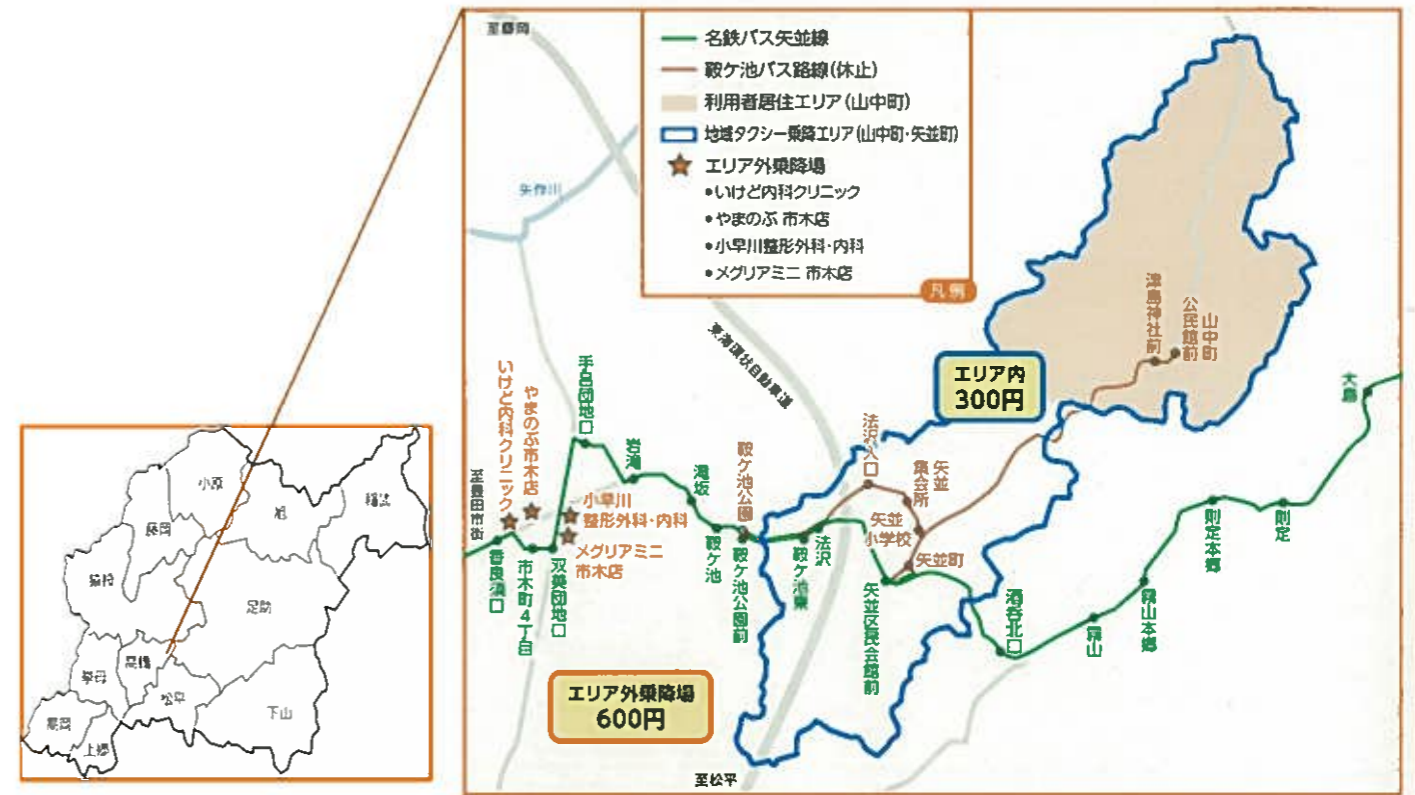 至藤岡
名鉄バス矢並線
鞍ケ池バス路線(休止)
利用者居住エリア(山中町)
地域タクシー乗降エリア(山中町・矢並町)
エリア外乗降場
•いけど内科クリニック
•やまのぶ 市木店
•小早川整形外科・内科
•メグリアミニ 市木店
凡例
矢作川
東海環状自動車道
津島神社前
山中町
公民館前
エリア内
300円
大島
いけど内科クリニック
やまのぶ市木店
手呂団地口
岩滝
滝坂
鞍ケ池公園
法沢入口
矢並
集会所
矢並
小学校
矢並町
小早川
整形外科・内科
メグリアミニ
市木店
至豊田市街
香良須口
市木町4丁目
双美団地口
鞍ケ池
鞍ケ池公園前
鞍ケ池東
法沢
矢並区民会館前
酒呑北口
霧山
霧山本郷
則定本郷
則定
エリア外乗降場
600円
至松平
小原
旭
稲武
藤岡
猿投
足助
挙母
高橋
松平
下山
高岡
上郷